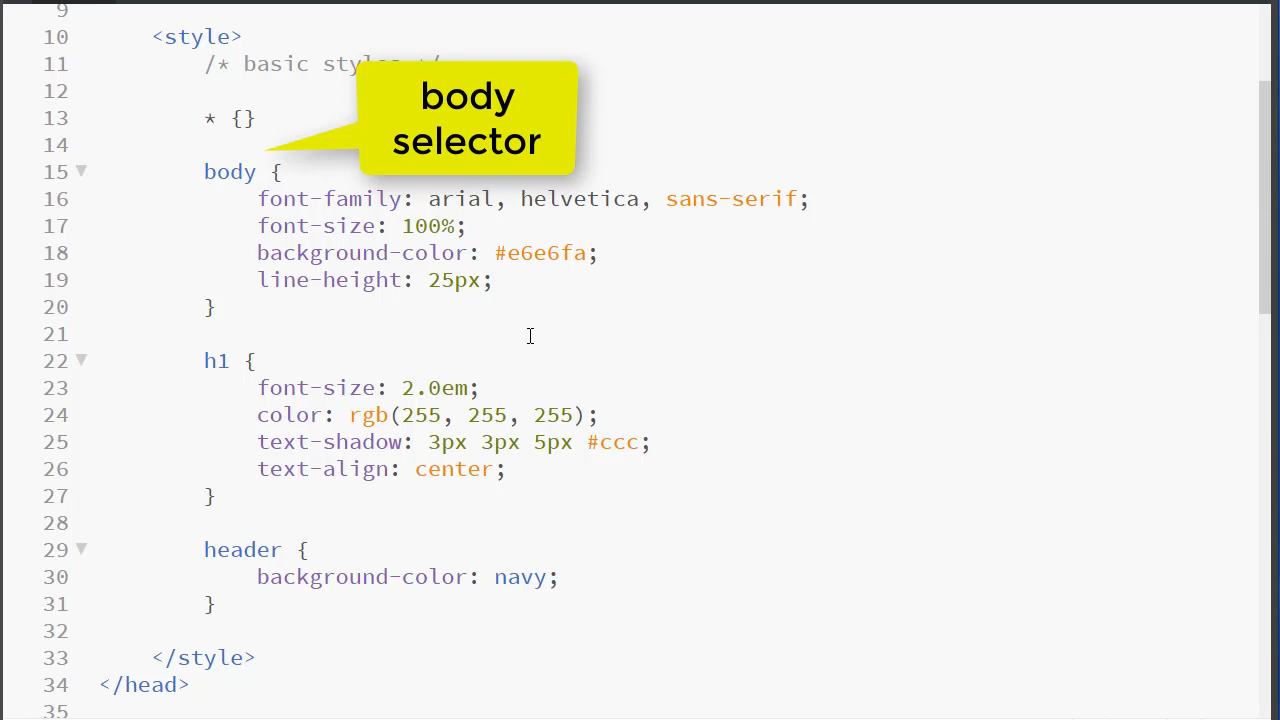 9
10 <style>
11 /* basic styles */
12
13 * {}
14
body
selector
15 body {
16 font-family: arial, helvetica, sans-serif;
17 font-size: 100%;
18 background-color: #e6e6fa;
19 line-height: 25px;
20 }
21
22 h1 {
23 font-size: 2.0em;
24 color: rgb(255, 255, 255);
25 text-shadow: 3px 3px 5px #ccc;
26 text-align: center;
27 }
28
29 header {
30 background-color: navy;
31 }
32
33 </style>
34 </head>
35